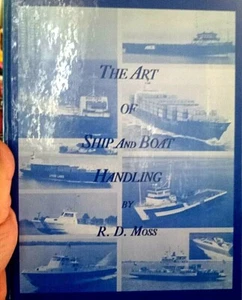 THE ART
OF
SHIP AND BOAT
HANDLING
BY
R. D. MOSS